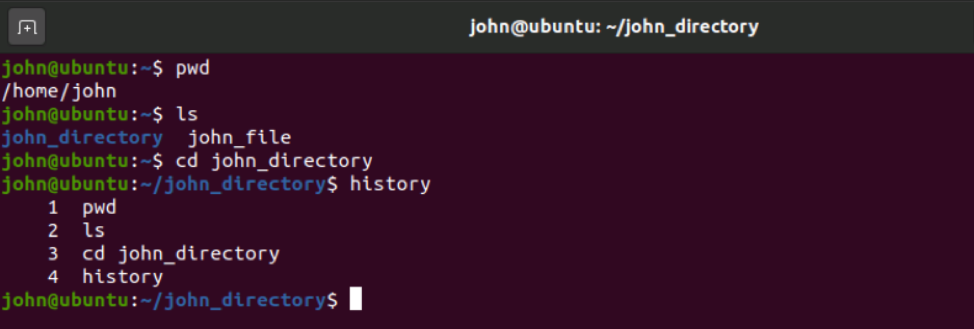 john@ubuntu: ~/john_directory
john@ubuntu:~$ pwd
/home/john
john@ubuntu:~$ ls
john_directory  john_file
john@ubuntu:~$ cd john_directory
john@ubuntu:~/john_directory$ history
    1  pwd
    2  ls
    3  cd john_directory
    4  history
john@ubuntu:~/john_directory$